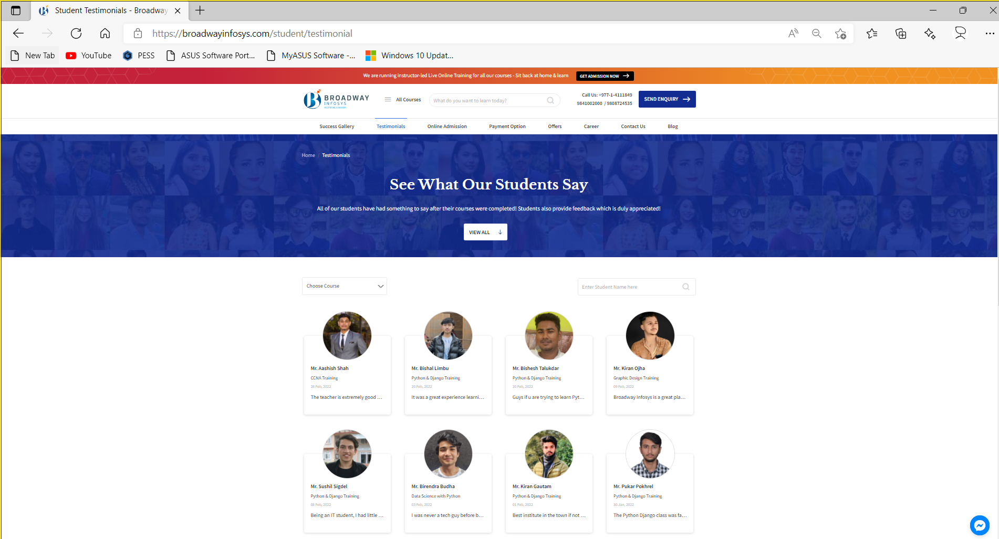 Student Testimonials - Broadway
https://broadwayinfosys.com/student/testimonial
New Tab
YouTube
PESS
ASUS Software Port...
MyASUS Software -...
Windows 10 Updat...
We are running instructor-led Live Online Training for all our courses - Sit back at home & learn
GET ADMISSION NOW
BROADWAY
INFOSYS
INSPIRING GROWTH
All Courses
What do you want to learn today?
Call Us: +977-1-4111849
9841002000 / 9808724535
SEND ENQUIRY
Success Gallery
Testimonials
Online Admission
Payment Option
Offers
Career
Contact Us
Blog
Home / Testimonials
See What Our Students Say
All of our students have had something to say after their courses were completed! Students also provide feedback which is duly appreciated!
VIEW ALL
Choose Course
Enter Student Name here
Mr. Aashish Shah
CCNA Training
28 Feb, 2022
The teacher is extremely good ...
Mr. Bishal Limbu
Python & Django Training
20 Feb, 2022
It was a great experience learni...
Mr. Bishesh Talukdar
Python & Django Training
20 Feb, 2022
Guys if u are trying to learn Pyt...
Mr. Kiran Ojha
Graphic Design Training
09 Feb, 2022
Broadway Infosys is a great pla...
Mr. Sushil Sigdel
Python & Django Training
08 Feb, 2022
Being an IT student, I had little ...
Mr. Birendra Budha
Data Science with Python
03 Feb, 2022
I was never a tech guy before b...
Mr. Kiran Gautam
Python & Django Training
01 Feb, 2022
Best institute in the town if not ...
Mr. Pukar Pokhrel
Python & Django Training
30 Jan, 2022
The Python Django class was fa...